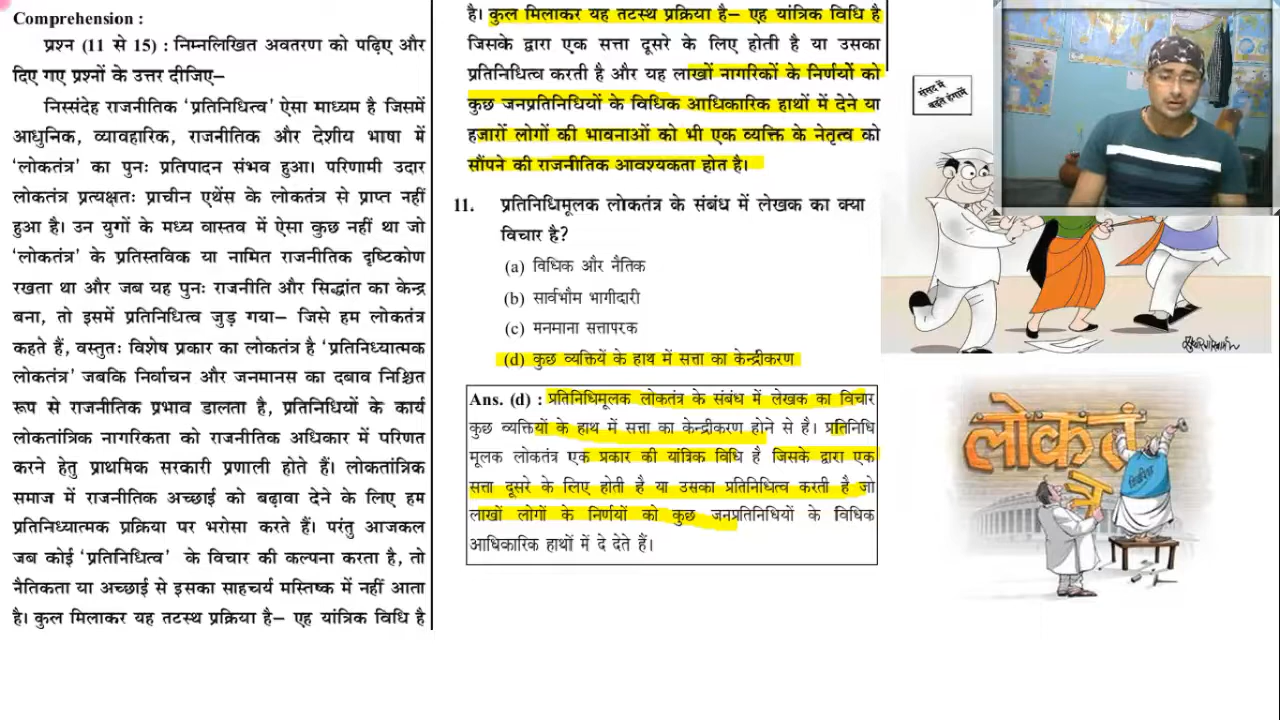 Comprehension :
प्रश्न (11 से 15) : निम्नलिखित अवतरण को पढ़िए और
दिए गए प्रश्नों के उत्तर दीजिए–
निस्संदेह राजनीतिक 'प्रतिनिधित्व' ऐसा माध्यम है जिसमें
आधुनिक, व्यावहारिक, राजनीतिक और देशीय भाषा में
'लोकतंत्र' का पुनः प्रतिपादन संभव हुआ। परिणामी उदार
लोकतंत्र प्रत्यक्षतः प्राचीन एथेंस के लोकतंत्र से प्राप्त नहीं
हुआ है। उन युगों के मध्य वास्तव में ऐसा कुछ नहीं था जो
'लोकतंत्र' के प्रतिस्तविक या नामित राजनीतिक दृष्टिकोण
रखता था और जब यह पुनः राजनीति और सिद्धांत का केन्द्र
बना, तो इसमें प्रतिनिधित्व जुड़ गया– जिसे हम लोकतंत्र
कहते हैं, वस्तुतः विशेष प्रकार का लोकतंत्र है 'प्रतिनिध्यात्मक
लोकतंत्र' जबकि निर्वाचन और जनमानस का दबाव निश्चित
रूप से राजनीतिक प्रभाव डालता है, प्रतिनिधियों के कार्य
लोकतांत्रिक नागरिकता को राजनीतिक अधिकार में परिणत
करने हेतु प्राथमिक सरकारी प्रणाली होते हैं। लोकतांत्रिक
समाज में राजनीतिक अच्छाई को बढ़ावा देने के लिए हम
प्रतिनिध्यात्मक प्रक्रिया पर भरोसा करते हैं। परंतु आजकल
जब कोई 'प्रतिनिधित्व' के विचार की कल्पना करता है, तो
नैतिकता या अच्छाई से इसका साहचर्य मस्तिष्क में नहीं आता
है। कुल मिलाकर यह तटस्थ प्रक्रिया है– एह यांत्रिक विधि है
है। कुल मिलाकर यह तटस्थ प्रक्रिया है– एह यांत्रिक विधि है
जिसके द्वारा एक सत्ता दूसरे के लिए होती है या उसका
प्रतिनिधित्व करती है और यह लाखों नागरिकों के निर्णयों को
कुछ जनप्रतिनिधियों के विधिक आधिकारिक हाथों में देने या
हजारों लोगों की भावनाओं को भी एक व्यक्ति के नेतृत्व को
सौंपने की राजनीतिक आवश्यकता होत है।
11. प्रतिनिधिमूलक लोकतंत्र के संबंध में लेखक का क्या
विचार है?
(a) विधिक और नैतिक
(b) सार्वभौम भागीदारी
(c) मनमाना सत्तापरक
(d) कुछ व्यक्तियें के हाथ में सत्ता का केन्द्रीकरण
Ans. (d) : प्रतिनिधिमूलक लोकतंत्र के संबंध में लेखक का विचार
कुछ व्यक्तियों के हाथ में सत्ता का केन्द्रीकरण होने से है। प्रतिनिधि
मूलक लोकतंत्र एक प्रकार की यांत्रिक विधि है जिसके द्वारा एक
सत्ता दूसरे के लिए होती है या उसका प्रतिनिधित्व करती है जो
लाखों लोगों के निर्णयों को कुछ जनप्रतिनिधियों के विधिक
आधिकारिक हाथों में दे देते हैं।
संसद में
बढ़ते हंगामे
लोकतं
त्र